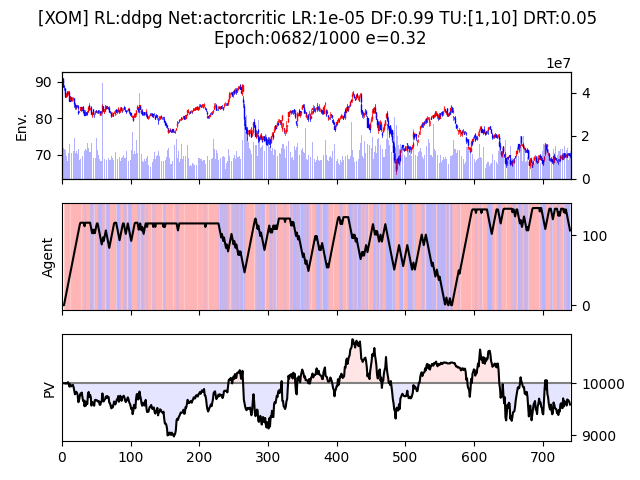 [XOM] RL:ddpg Net:actorcritic LR:1e-05 DF:0.99 TU:[1,10] DRT:0.05
Epoch:0682/1000 e=0.32
1e7
90
80
70
Env.
4
2
0
Agent
100
0
PV
10000
9000
0 100 200 300 400 500 600 700